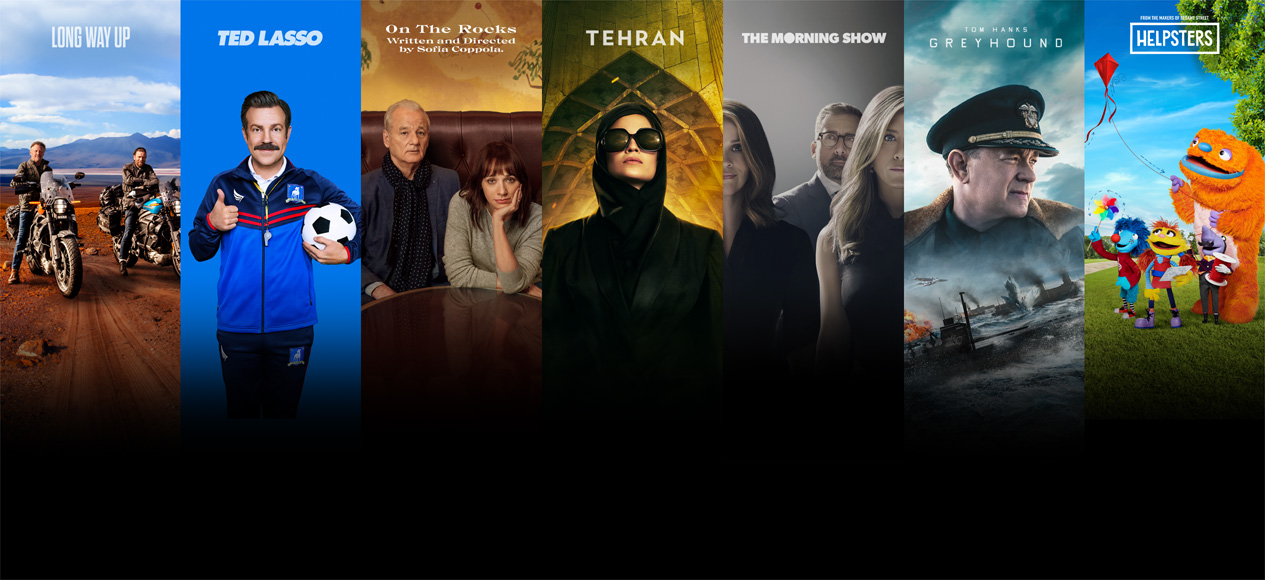 LONG WAY UP
TED LASSO
On The Rocks
Written and Directed
by Sofia Coppola.
TEHRAN
THE MORNING SHOW
TOM HANKS
GREYHOUND
FROM THE MAKERS OF SESAME STREET
HELPSTERS